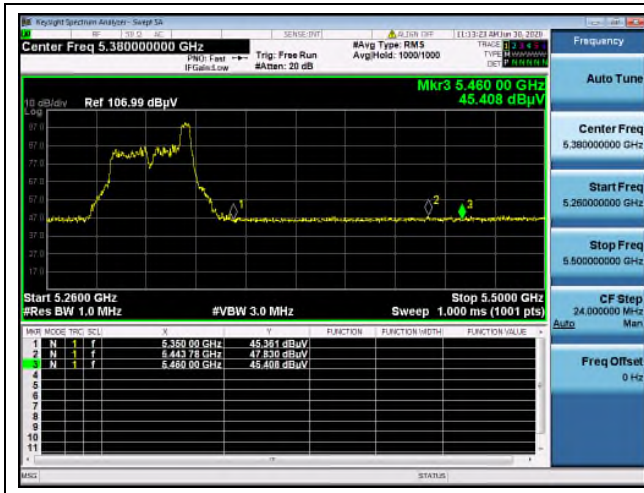 Keysight Spectrum Analyzer - Swept SA
RF 50 Ω AC SENSE:INT ALIGN OFF 11:13:23 AM Jun 30, 2020
Center Freq 5.380000000 GHz
PNO: Fast
IFGain:Low
Trig: Free Run
#Atten: 20 dB
#Avg Type: RMS
Avg|Hold: 1000/1000
TRACE 1 2 3 4 5 6
TYPE
DET P N N N N N
Mkr3 5.460 00 GHz
45.408 dBµV
10 dB/div Ref 106.99 dBµV
Log
97.0
87.0
77.0
67.0
57.0
47.0
37.0
27.0
17.0
1
2
3
Start 5.2600 GHz Stop 5.5000 GHz
#Res BW 1.0 MHz #VBW 3.0 MHz Sweep 1.000 ms (1001 pts)
MKR MODE TRC SCL X Y FUNCTION FUNCTION WIDTH FUNCTION VALUE
1 N 1 f 5.350 00 GHz 45.361 dBµV
2 N 1 f 5.443 78 GHz 47.830 dBµV
3 N 1 f 5.460 00 GHz 45.408 dBµV
4
5
6
7
8
9
10
11
MSG STATUS
Frequency
Auto Tune
Center Freq
5.380000000 GHz
Start Freq
5.260000000 GHz
Stop Freq
5.500000000 GHz
CF Step
24.000000 MHz
Auto Man
Freq Offset
0 Hz